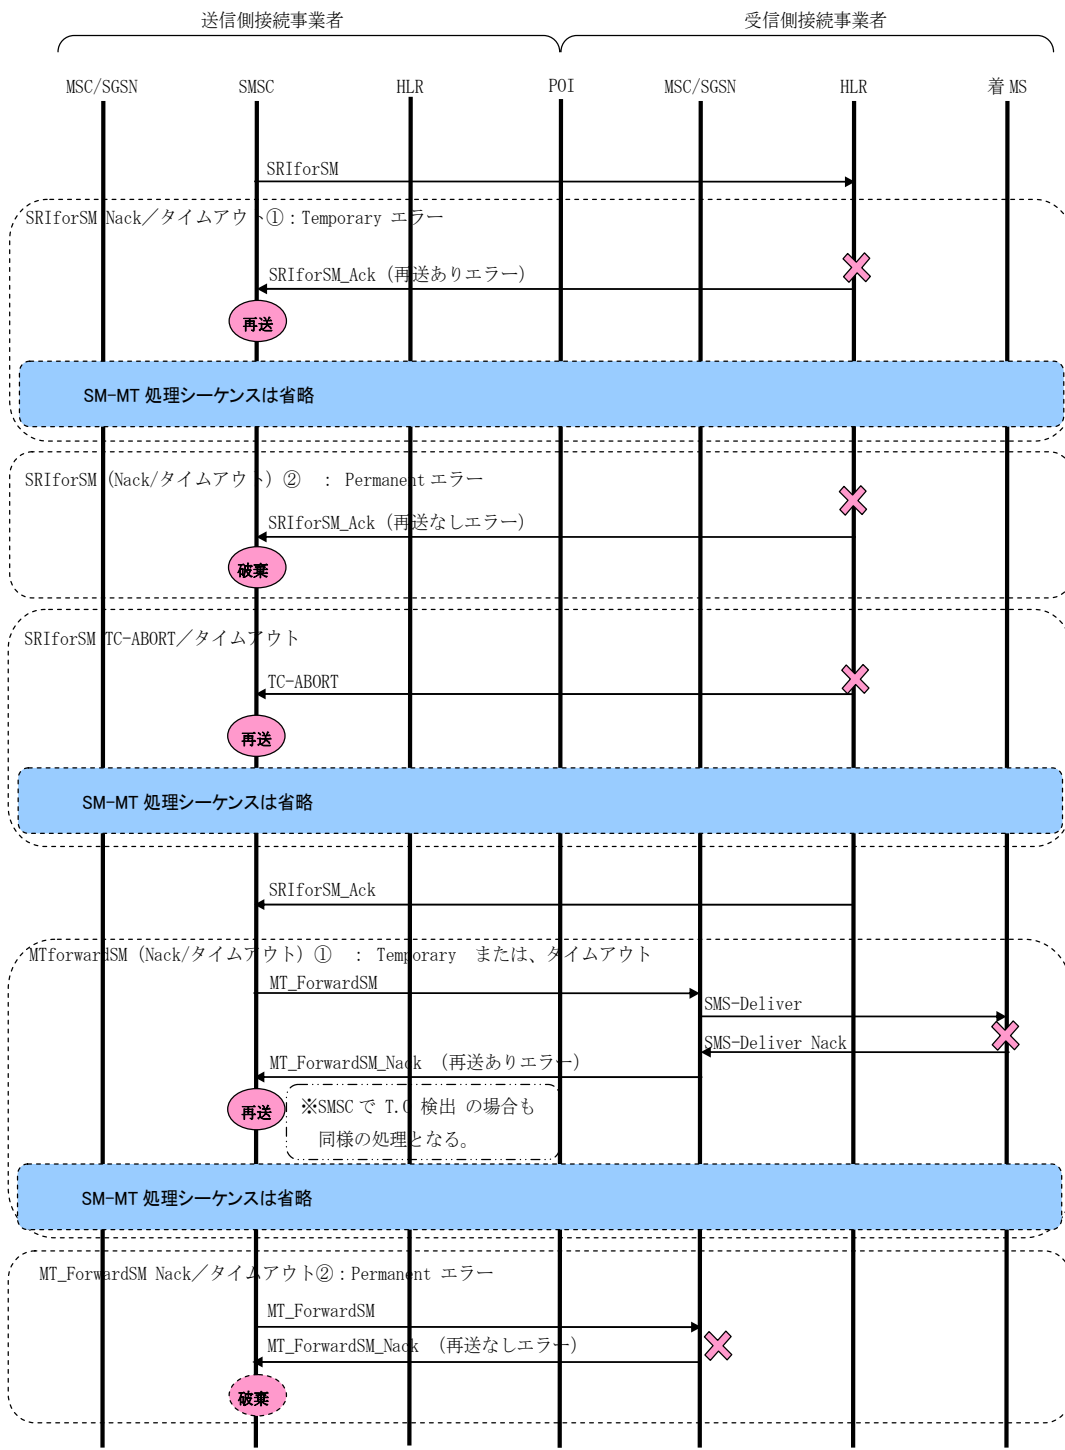 送信側接続事業者
受信側接続事業者
MSC/SGSN
SMSC
HLR
POI
MSC/SGSN
HLR
着 MS
SRIforSM
SRIforSM Nack／タイムアウト①：Temporary エラー
SRIforSM_Ack（再送ありエラー）
再送
SM-MT 処理シーケンスは省略
SRIforSM (Nack/タイムアウト) ② ： Permanent エラー
SRIforSM_Ack（再送なしエラー）
破棄
SRIforSM TC-ABORT／タイムアウト
TC-ABORT
再送
SM-MT 処理シーケンスは省略
SRIforSM_Ack
MTforwardSM (Nack/タイムアウト) ① ： Temporary または、タイムアウト
MT_ForwardSM
SMS-Deliver
SMS-Deliver Nack
MT_ForwardSM_Nack （再送ありエラー）
再送
※SMSC で T.O 検出 の場合も
同様の処理となる。
SM-MT 処理シーケンスは省略
MT_ForwardSM Nack／タイムアウト②：Permanent エラー
MT_ForwardSM
MT_ForwardSM_Nack （再送なしエラー）
破棄